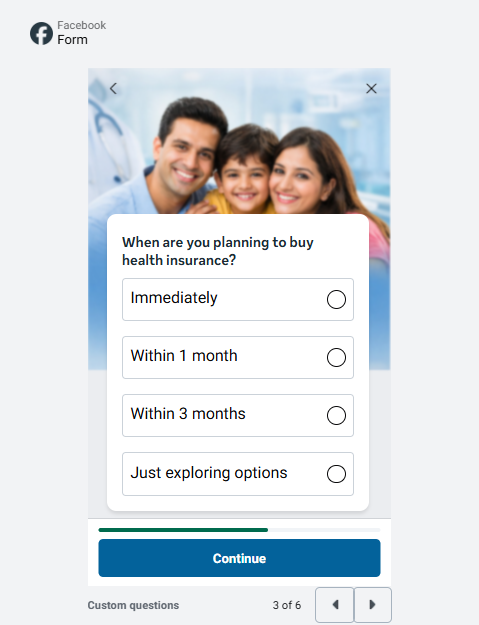 Facebook
Form
When are you planning to buy
health insurance?
Immediately
Within 1 month
Within 3 months
Just exploring options
Continue
Custom questions
3 of 6